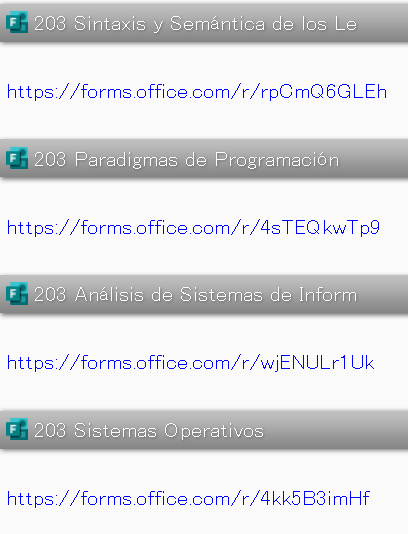 203 Sintaxis y Semántica de los Le
https://forms.office.com/r/rpCmQ6GLEh
203 Paradigmas de Programación
https://forms.office.com/r/4sTEQkwTp9
203 Análisis de Sistemas de Inform
https://forms.office.com/r/wjENULr1Uk
203 Sistemas Operativos
https://forms.office.com/r/4kk5B3imHf